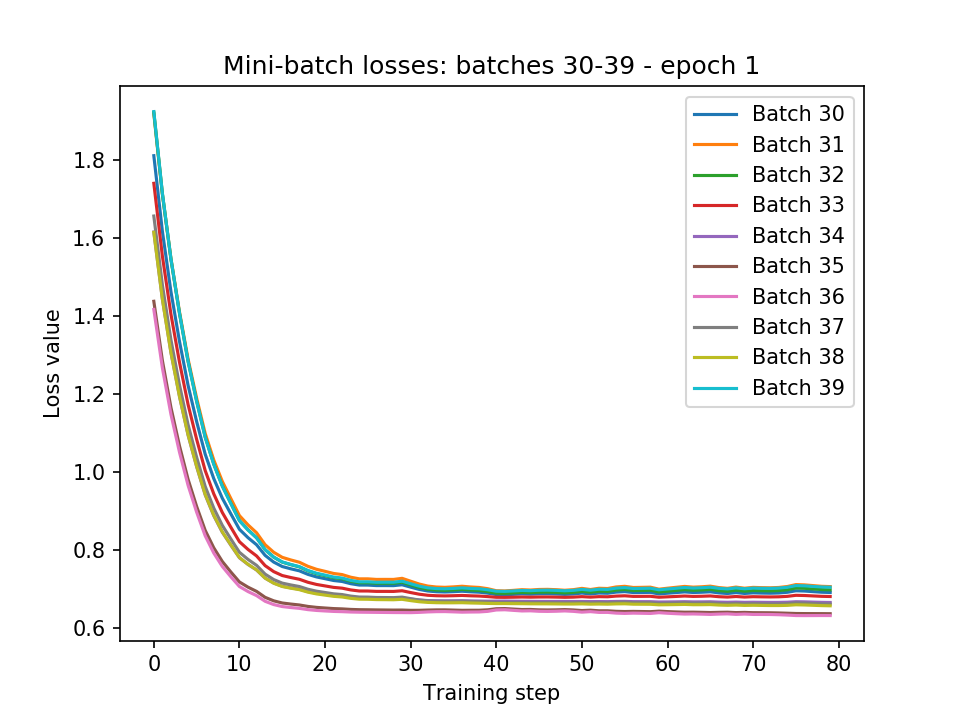 Mini-batch losses: batches 30-39 - epoch 1
Loss value
1.8
1.6
1.4
1.2
1.0
0.8
0.6
Batch 30
Batch 31
Batch 32
Batch 33
Batch 34
Batch 35
Batch 36
Batch 37
Batch 38
Batch 39
0 10 20 30 40 50 60 70 80
Training step